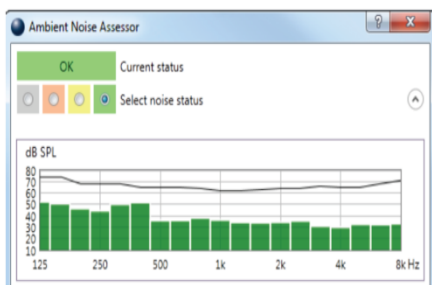 Ambient Noise Assessor
?
X
OK Current status
Select noise status
dB SPL
80
70
60
50
40
30
20
10
125 250 500 1k 2k 4k 8k Hz